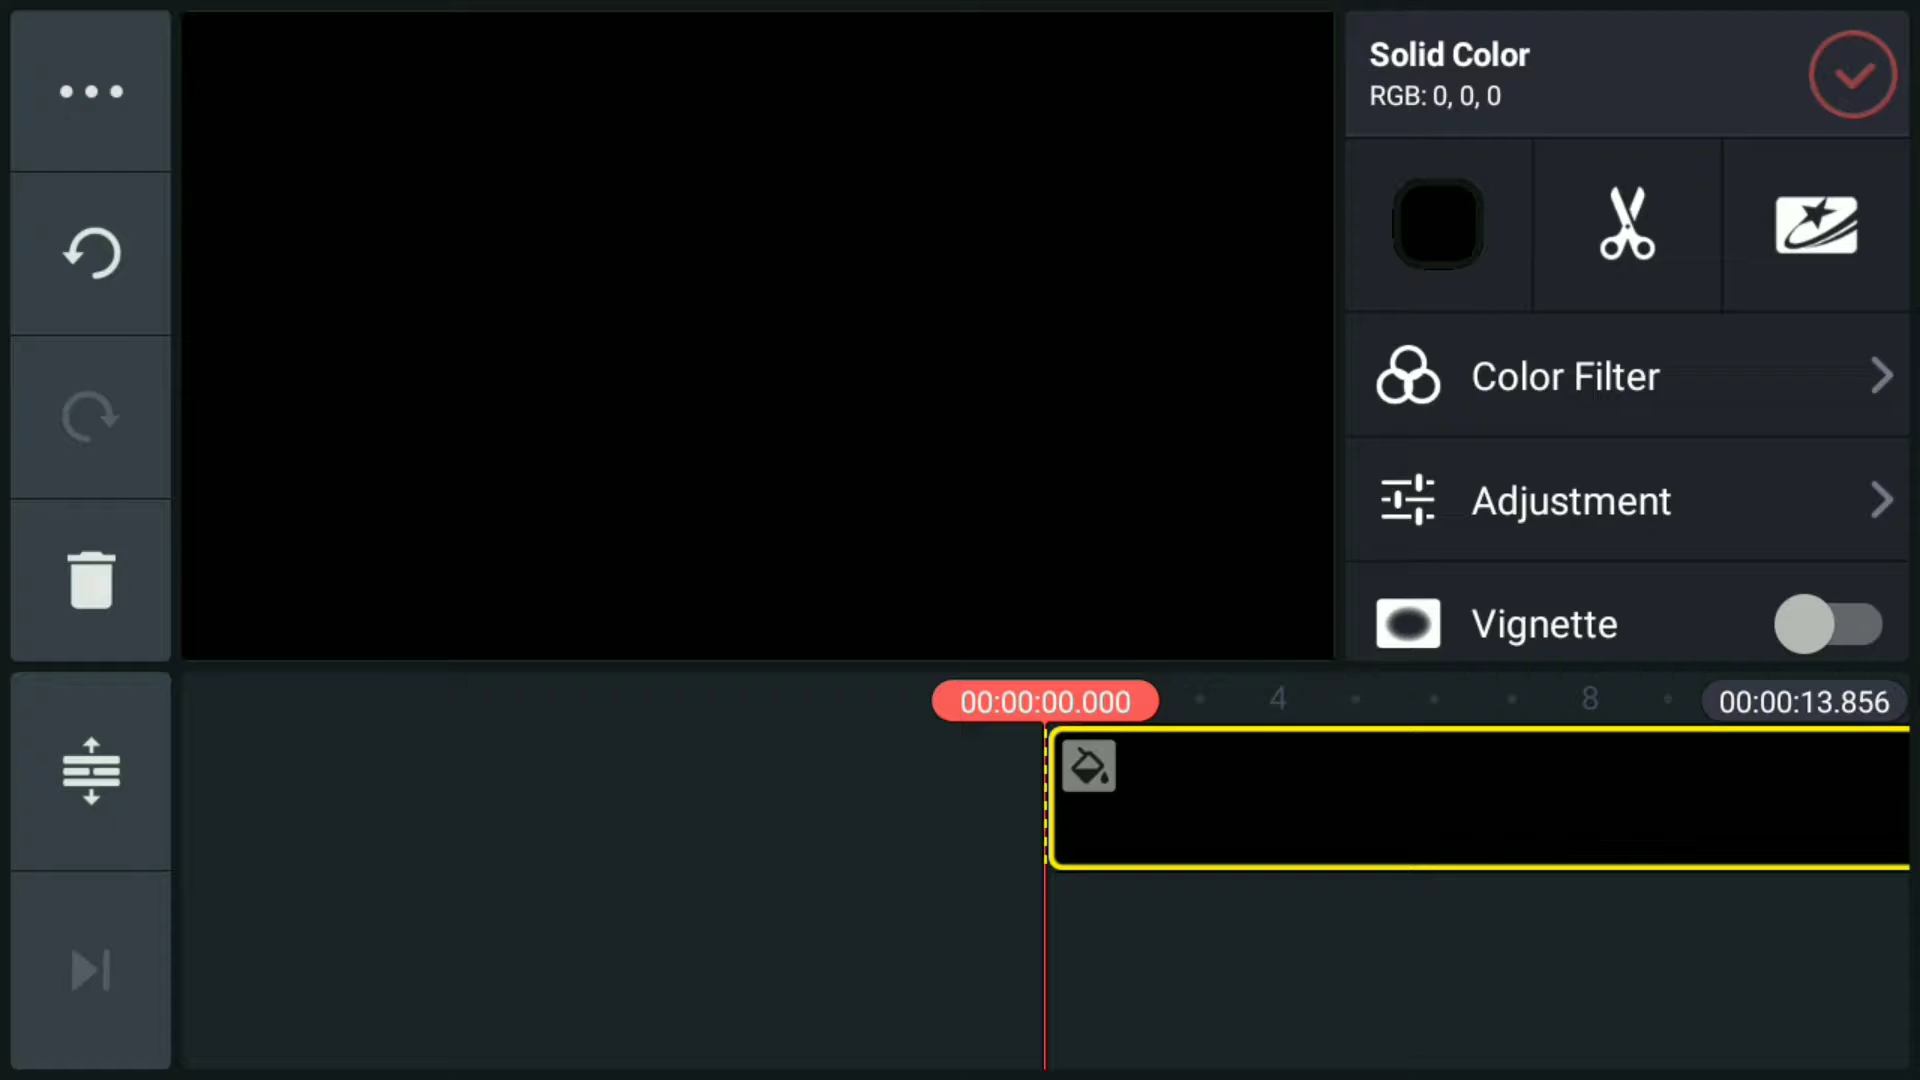 Solid Color
RGB: 0, 0, 0
Color Filter
Adjustment
Vignette
00:00:00.000
4
8
00:00:13.856